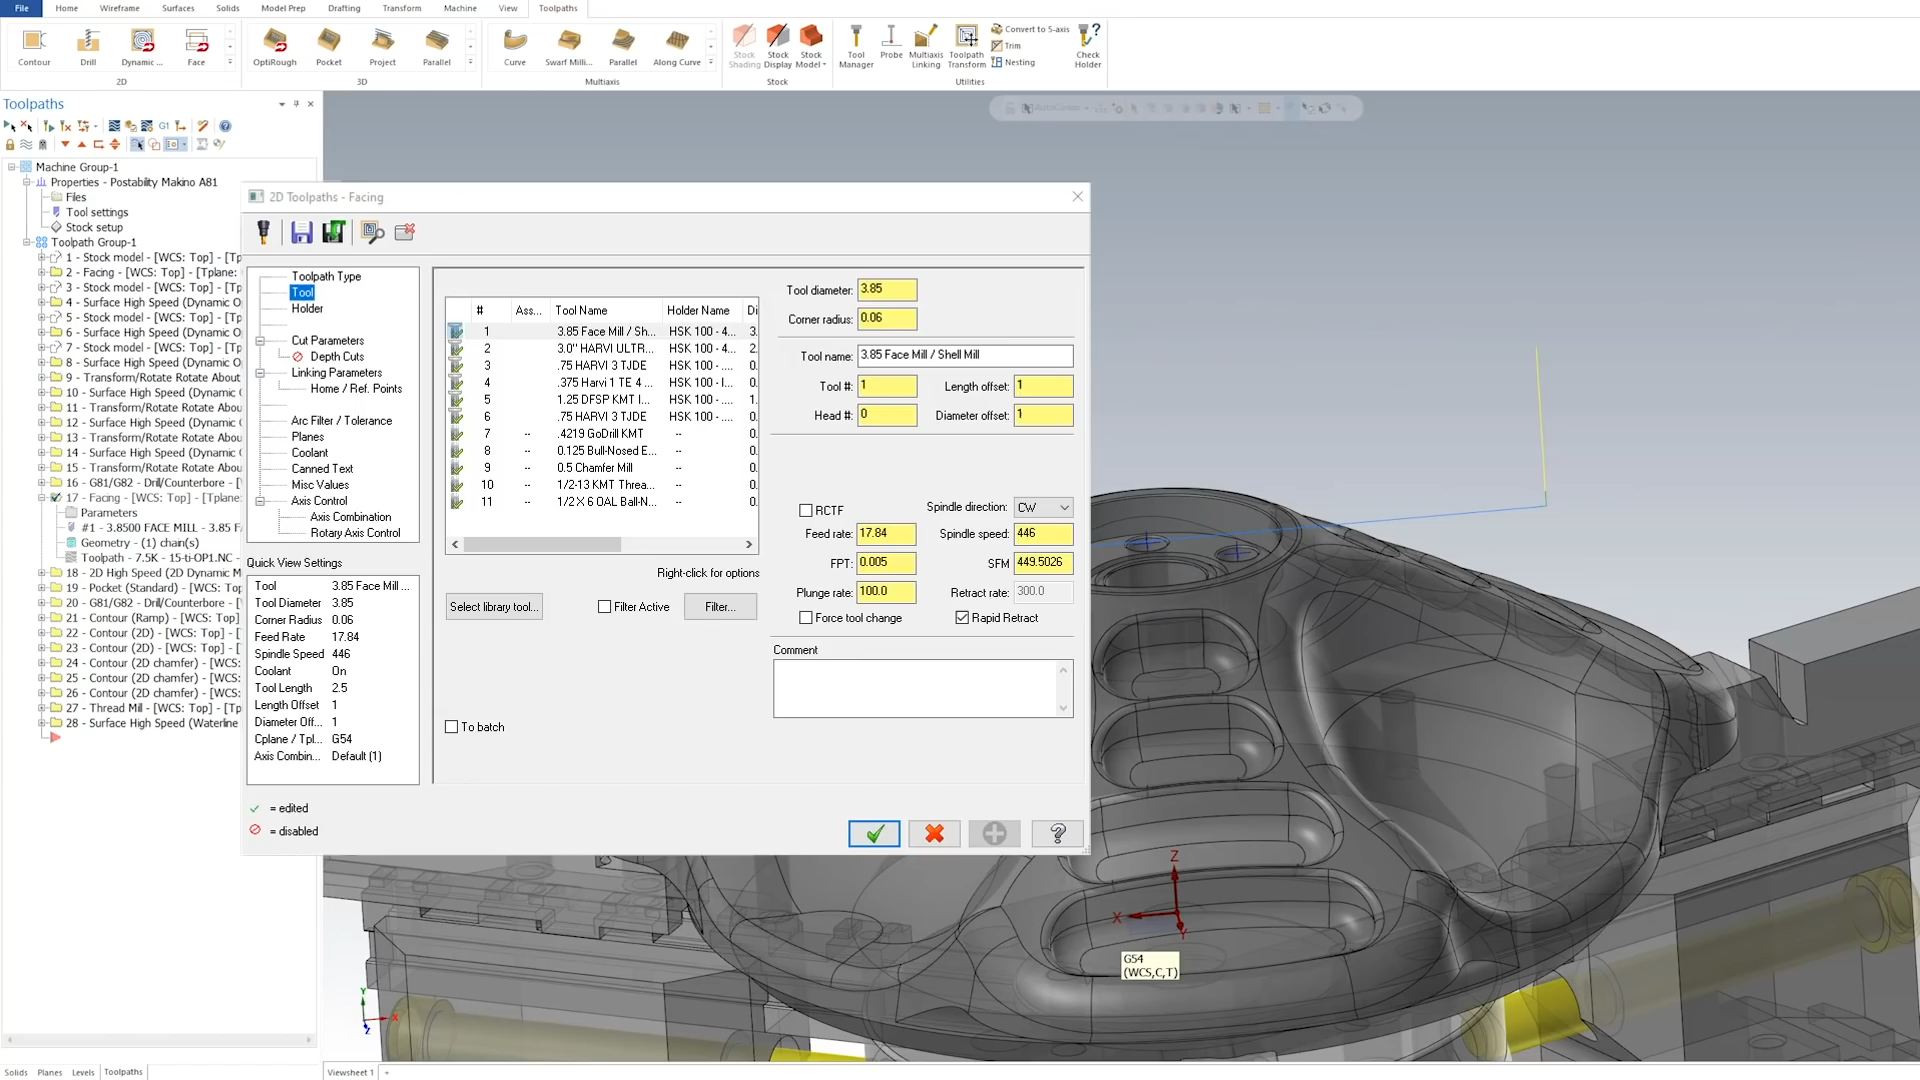 File Home Wireframe Surfaces Solids Model Prep Drafting Transform Machine View Toolpaths
Contour Drill Dynamic ... Face OptiRough Pocket Project Parallel Curve Swarf Milli... Parallel Along Curve Stock Shading Stock Display Stock Model Tool Manager Probe Multiaxis Linking Toolpath Transform Convert to 5-axis Trim Nesting Check Holder
2D 3D Multiaxis Stock Utilities
Toolpaths
G1
AutoCursor
Machine Group-1
Properties - Postability Makino A81
Files
Tool settings
Stock setup
Toolpath Group-1
1 - Stock model - [WCS: Top] - [Tp
2 - Facing - [WCS: Top] - [Tplane:
3 - Stock model - [WCS: Top] - [Tp
4 - Surface High Speed (Dynamic O
5 - Stock model - [WCS: Top] - [Tp
6 - Surface High Speed (Dynamic O
7 - Stock model - [WCS: Top] - [Tp
8 - Surface High Speed (Dynamic O
9 - Transform/Rotate Rotate About
10 - Surface High Speed (Dynamic
11 - Transform/Rotate Rotate Abou
12 - Surface High Speed (Dynamic
13 - Transform/Rotate Rotate Abou
14 - Surface High Speed (Dynamic
15 - Transform/Rotate Rotate Abou
16 - G81/G82 - Drill/Counterbore -
17 - Facing - [WCS: Top] - [Tplane:
Parameters
#1 - 3.8500 FACE MILL - 3.85 F
Geometry - (1) chain(s)
Toolpath - 7.5K - 15-ti-OP1.NC -
18 - 2D High Speed (2D Dynamic M
19 - Pocket (Standard) - [WCS: To
20 - G81/G82 - Drill/Counterbore -
21 - Contour (Ramp) - [WCS: Top]
22 - Contour (2D) - [WCS: Top] -
23 - Contour (2D) - [WCS: Top] -
24 - Contour (2D chamfer) - [WCS:
25 - Contour (2D chamfer) - [WCS:
26 - Contour (2D chamfer) - [WCS:
27 - Thread Mill - [WCS: Top] - [Tp
28 - Surface High Speed (Waterline
2D Toolpaths - Facing
Toolpath Type
Tool
Holder
Cut Parameters
Depth Cuts
Linking Parameters
Home / Ref. Points
Arc Filter / Tolerance
Planes
Coolant
Canned Text
Misc Values
Axis Control
Axis Combination
Rotary Axis Control
Quick View Settings
Tool 3.85 Face Mill ...
Tool Diameter 3.85
Corner Radius 0.06
Feed Rate 17.84
Spindle Speed 446
Coolant On
Tool Length 2.5
Length Offset 1
Diameter Off... 1
Cplane / Tpl... G54
Axis Combin... Default (1)
= edited
= disabled
# Ass... Tool Name Holder Name Di
1 3.85 Face Mill / Sh... HSK 100 - 4... 3.
2 3.0" HARVI ULTR... HSK 100 - 4... 2.
3 .75 HARVI 3 TJDE HSK 100 - .... 0.
4 .375 Harvi 1 TE 4 ... HSK 100 - I... 0.
5 1.25 DFSP KMT I... HSK 100 - ... 1.
6 .75 HARVI 3 TJDE HSK 100 - .... 0.
7 -- .4219 GoDrill KMT -- 0.
8 -- 0.125 Bull-Nosed E... -- 0.
9 -- 0.5 Chamfer Mill -- 0.
10 -- 1/2-13 KMT Threa... -- 0.
11 -- 1/2 X 6 OAL Ball-N... -- 0.
Right-click for options
Select library tool... Filter Active Filter...
To batch
Tool diameter: 3.85
Corner radius: 0.06
Tool name: 3.85 Face Mill / Shell Mill
Tool #: 1 Length offset: 1
Head #: 0 Diameter offset: 1
RCTF Spindle direction: CW
Feed rate: 17.84 Spindle speed: 446
FPT: 0.005 SFM 449.5026
Plunge rate: 100.0 Retract rate: 300.0
Force tool change Rapid Retract
Comment
Z
X
Y
G54
(WCS,C,T)
Y
X
Z
Solids Planes Levels Toolpaths Viewsheet 1 +